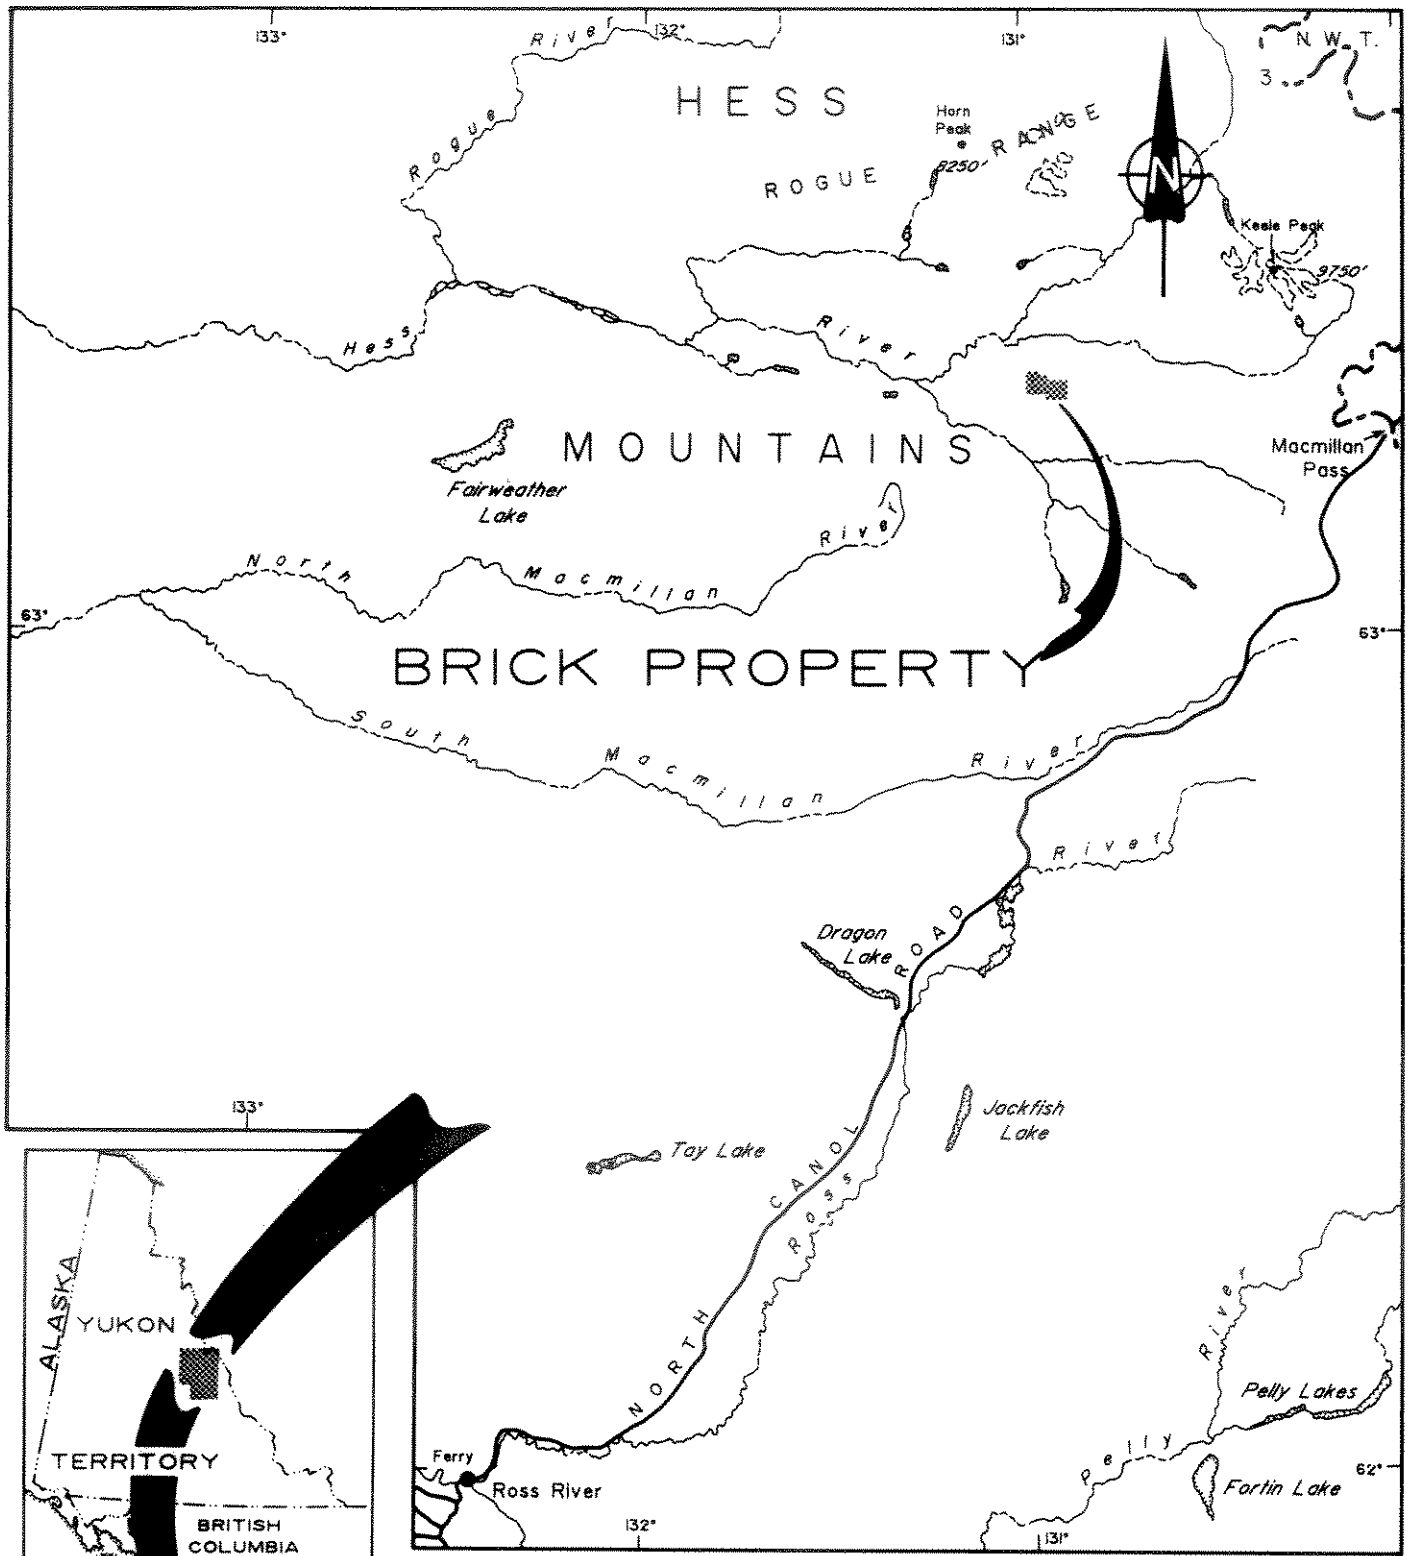 133°
132°
131°
N. W. T.
3
River
Rogue
HESS
Horn
Peak
8250'
ROGUE RANGE
N
Keele Peak
9750'
Hess
River
MOUNTAINS
Macmillan
Pass
Fairweather
Lake
North Macmillan River
63°
63°
BRICK PROPERTY
South Macmillan River
River
Dragon
Lake
NORTH CANOL ROAD
Ross
133°
Jackfish
Lake
Tay Lake
ALASKA
YUKON
TERRITORY
BRITISH
COLUMBIA
River
Pelly Lakes
Pelly
Fortin Lake
62°
Ferry
Ross River
132°
131°